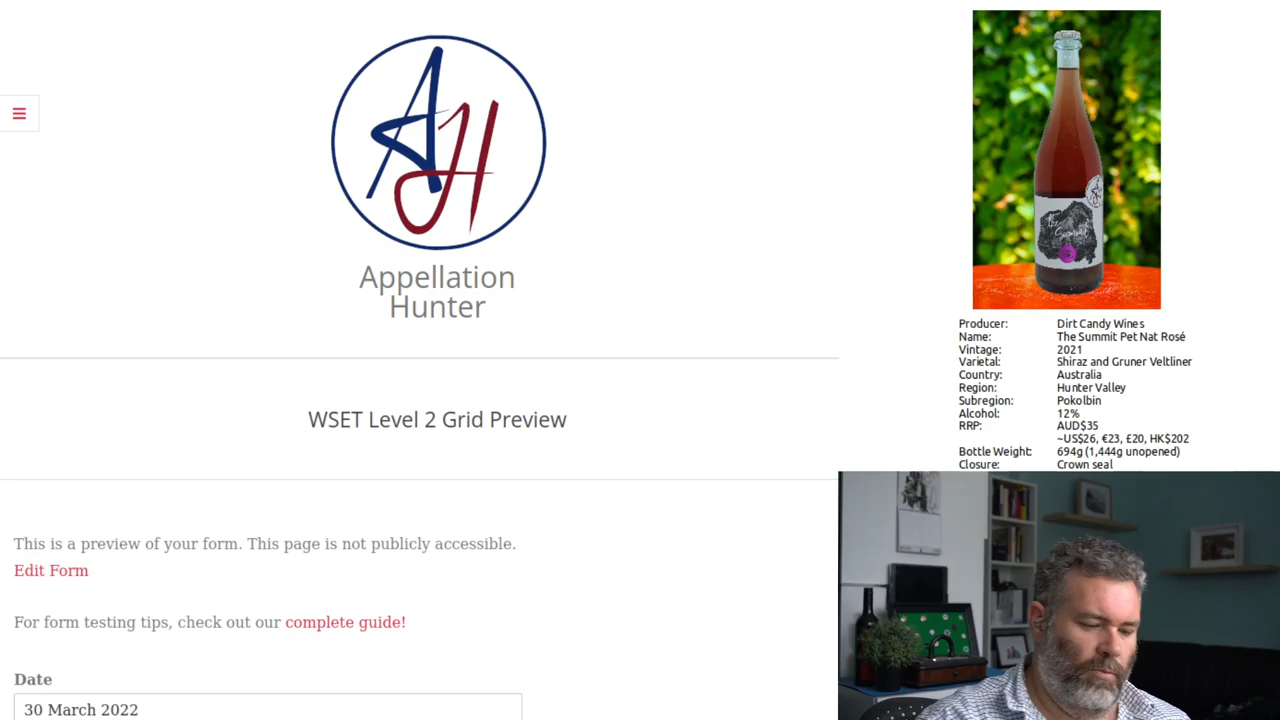 AH
Appellation
Hunter
WSET Level 2 Grid Preview
This is a preview of your form. This page is not publicly accessible.
Edit Form
For form testing tips, check out our complete guide!
Date
30 March 2022
The
Summit
Producer: Dirt Candy Wines
Name: The Summit Pet Nat Rosé
Vintage: 2021
Varietal: Shiraz and Gruner Veltliner
Country: Australia
Region: Hunter Valley
Subregion: Pokolbin
Alcohol: 12%
RRP: AUD$35
~US$26, €23, £20, HK$202
Bottle Weight: 694g (1,444g unopened)
Closure: Crown seal